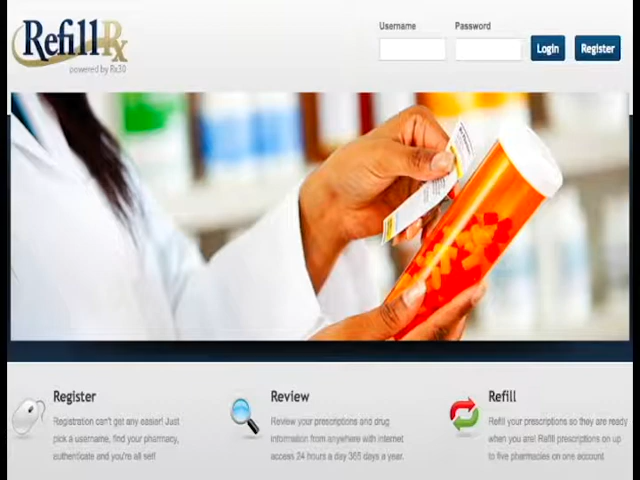 RefillRx
powered by Rx30
Username
Password
Login
Register
Register
Registration can't get any easier! Just
pick a username, find your pharmacy,
authenticate and you're all set!
Review
Review your prescriptions and drug
information from anywhere with internet
access 24 hours a day 365 days a year.
Refill
Refill your prescriptions so they are ready
when you are! Refill prescriptions on up
to five pharmacies on one account.